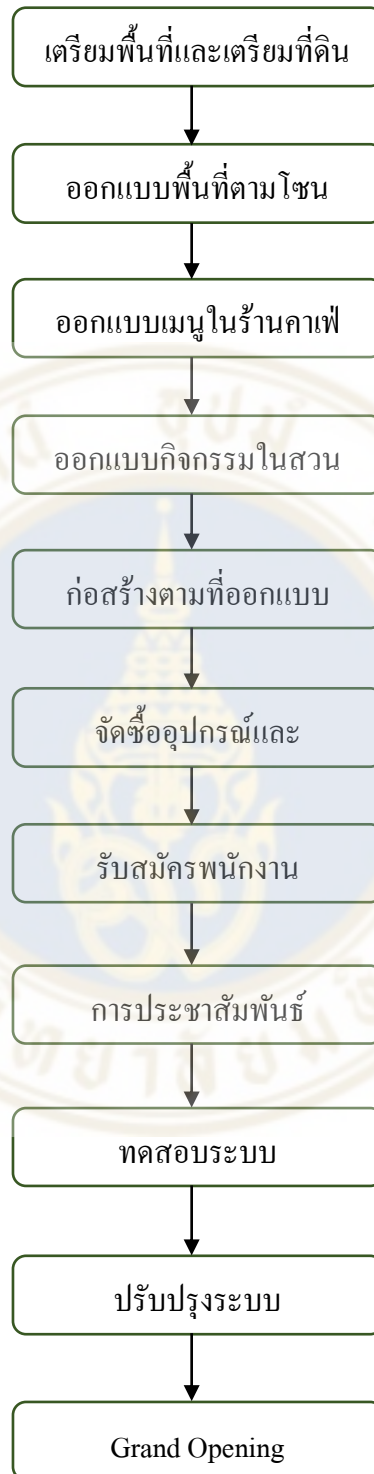 เตรียมพื้นที่และเตรียมที่ดิน
ออกแบบพื้นที่ตามโซน
ออกแบบเมนูในร้านคาเฟ่
ออกแบบกิจกรรมในสวน
ก่อสร้างตามที่ออกแบบ
จัดซื้ออุปกรณ์และ
รับสมัครพนักงาน
การประชาสัมพันธ์
ทดสอบระบบ
ปรับปรุงระบบ
Grand Opening